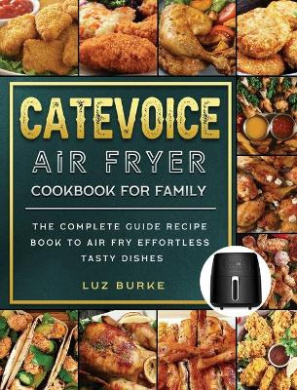 CATEVOICE
AiR FRYER
COOKBOOK FOR FAMILY
THE COMPLETE GUIDE RECIPE
BOOK TO AIR FRY EFFORTLESS
TASTY DISHES
LUZ BURKE